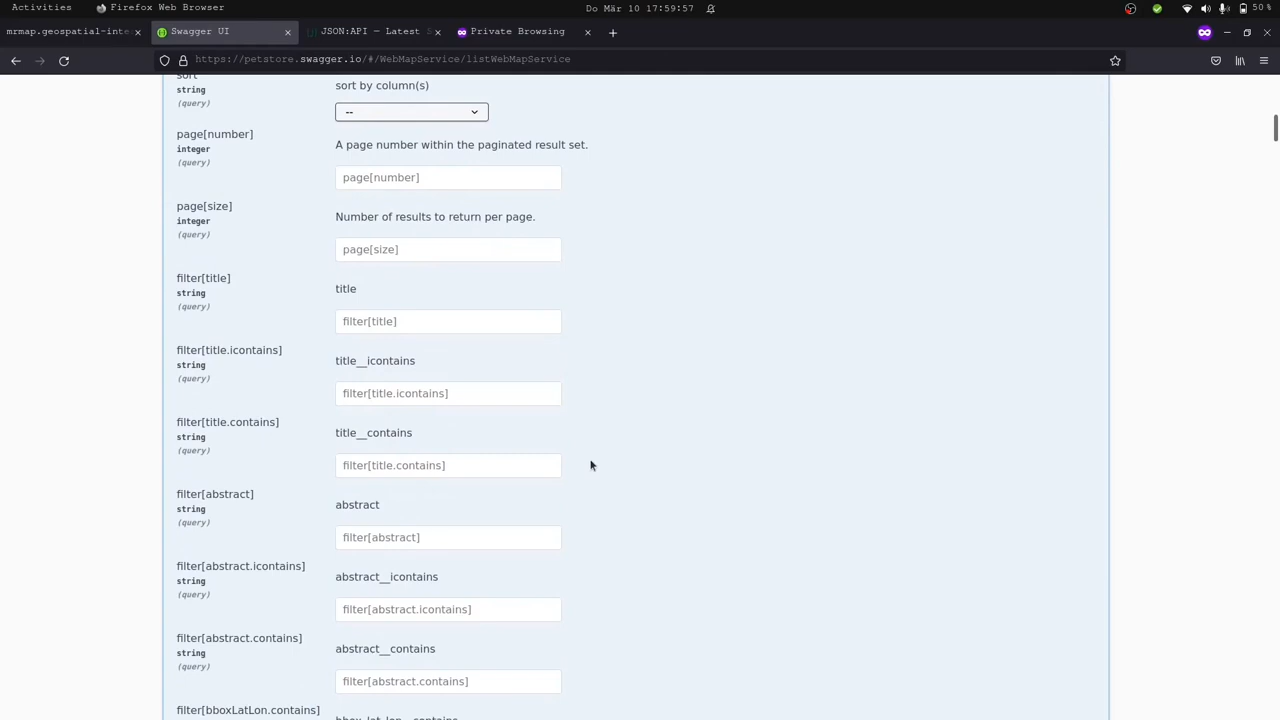 Activities
Firefox Web Browser
Do Mär 10 17:59:57
50 %
mrmap.geospatial-inte
Swagger UI
JSON:API — Latest S
Private Browsing
https://petstore.swagger.io/#/WebMapService/listWebMapService
sort
string
(query)
sort by column(s)
--
page[number]
integer
(query)
A page number within the paginated result set.
page[number]
page[size]
integer
(query)
Number of results to return per page.
page[size]
filter[title]
string
(query)
title
filter[title]
filter[title.icontains]
string
(query)
title__icontains
filter[title.icontains]
filter[title.contains]
string
(query)
title__contains
filter[title.contains]
filter[abstract]
string
(query)
abstract
filter[abstract]
filter[abstract.icontains]
string
(query)
abstract__icontains
filter[abstract.icontains]
filter[abstract.contains]
string
(query)
abstract__contains
filter[abstract.contains]
filter[bboxLatLon.contains]
bbox_lat_lon__contains